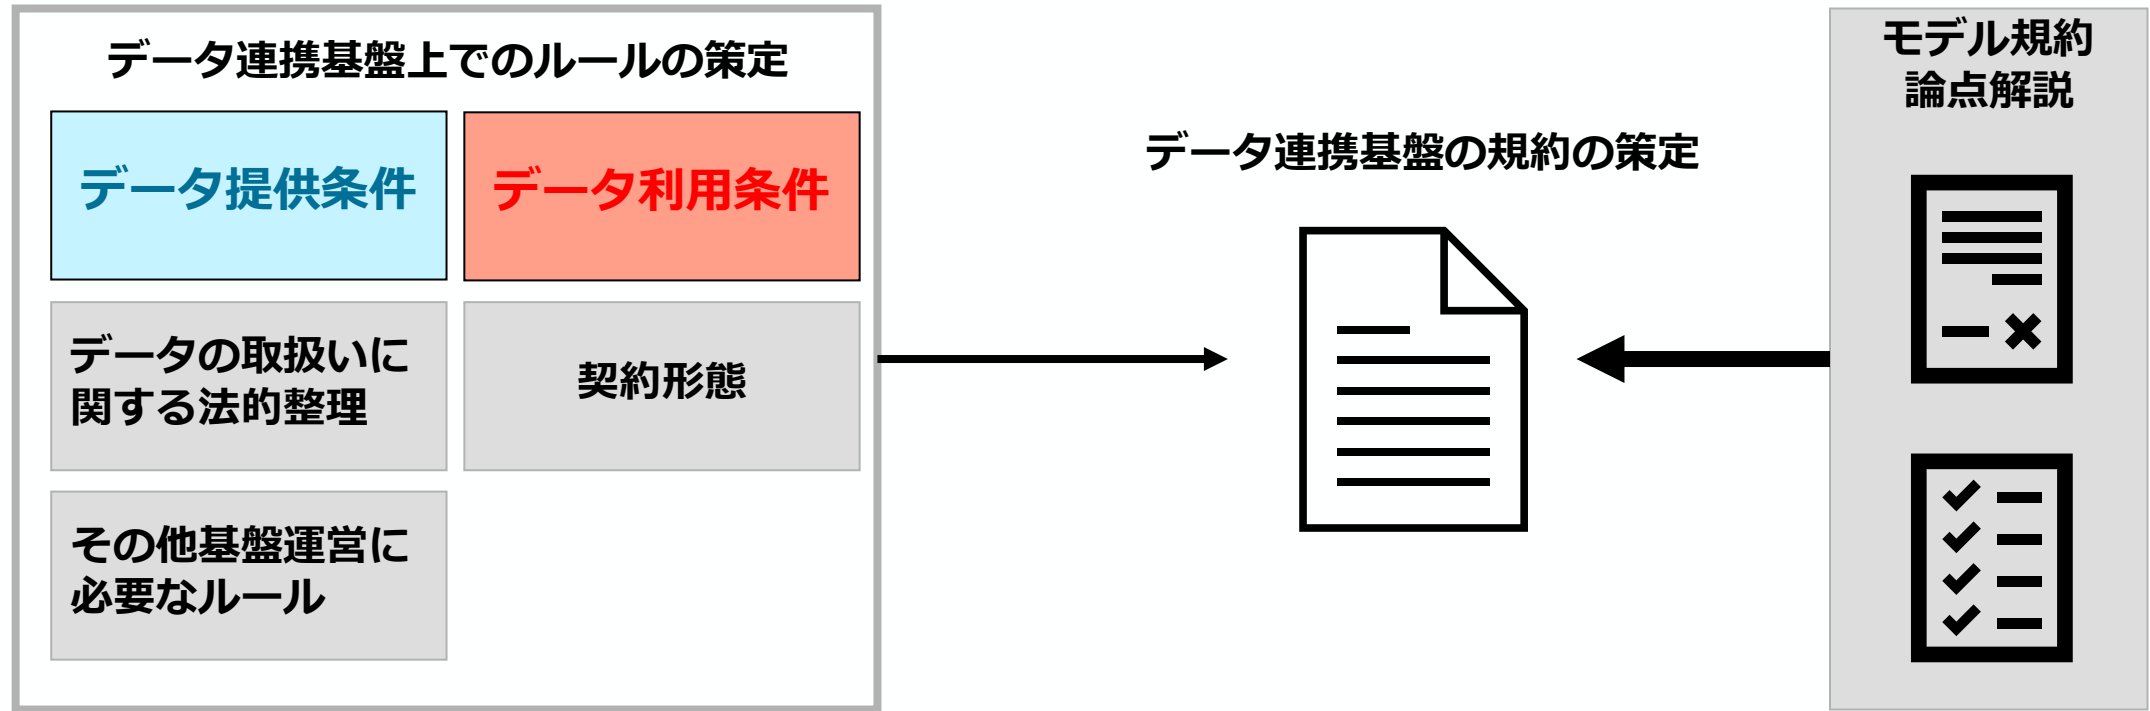 データ連携基盤上でのルールの策定
データ提供条件
データ利用条件
データの取扱いに
関する法的整理
契約形態
その他基盤運営に
必要なルール
データ連携基盤の規約の策定
モデル規約
論点解説